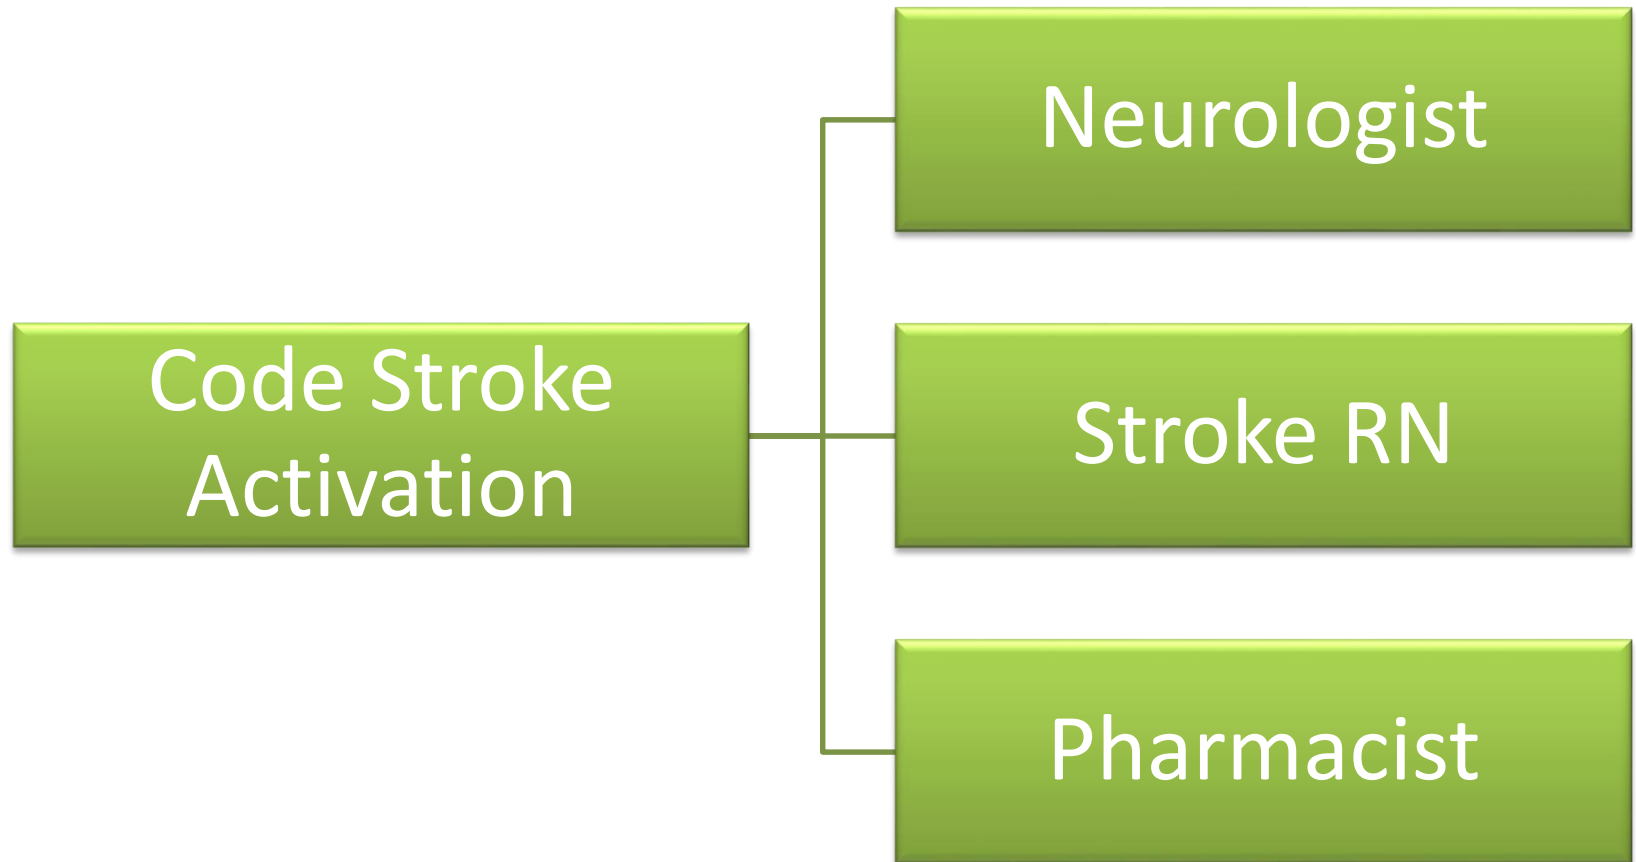 Neurologist
Code Stroke
Activation
Stroke RN
Pharmacist